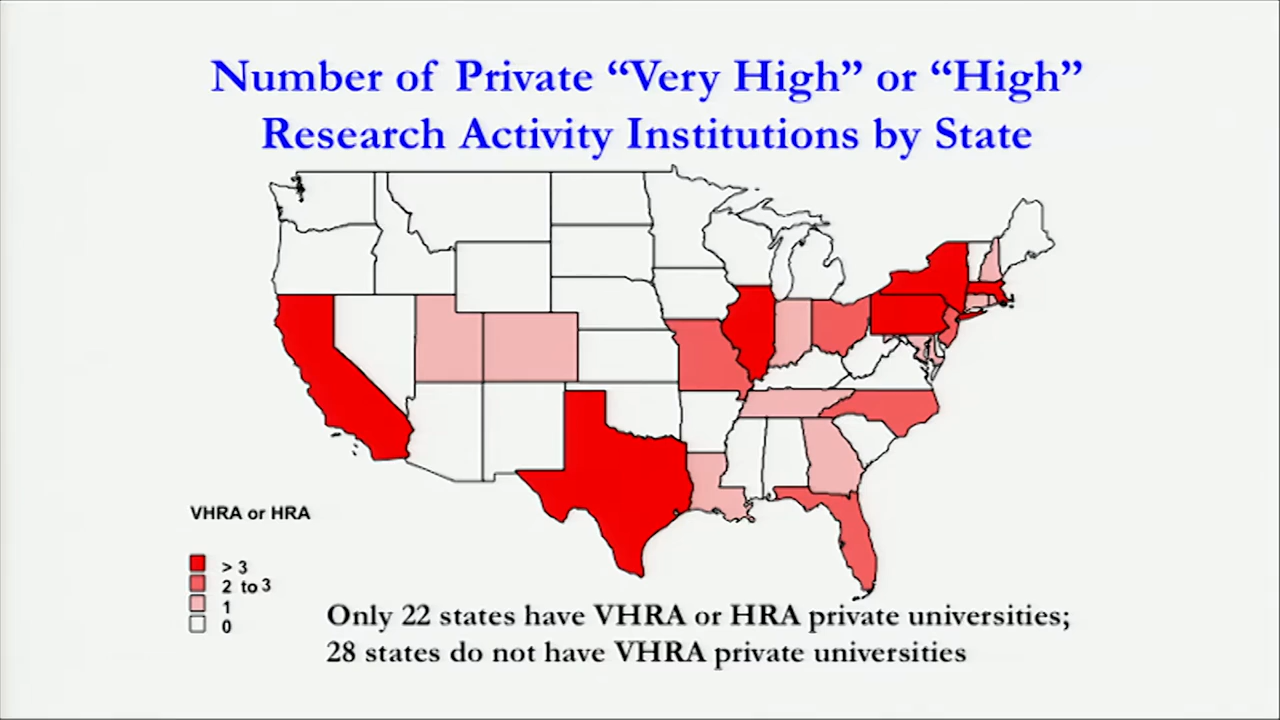 Number of Private “Very High” or “High”
Research Activity Institutions by State
VHRA or HRA
> 3
2 to 3
1
0
Only 22 states have VHRA or HRA private universities;
28 states do not have VHRA private universities